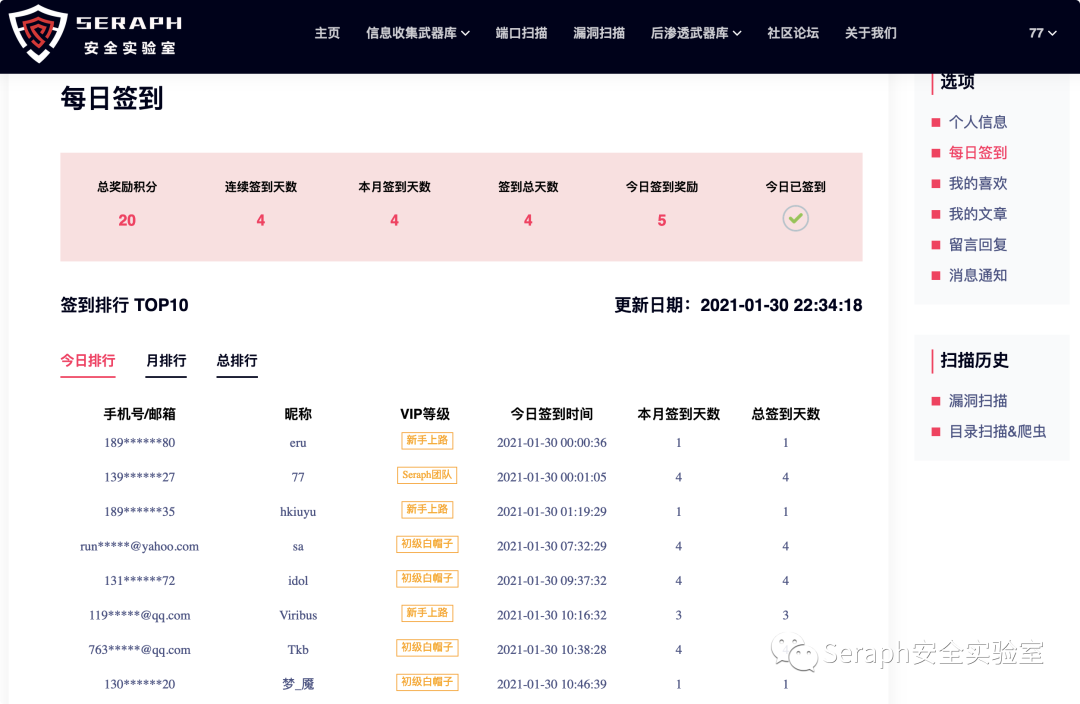 SERAPH
安全实验室
主页 信息收集武器库 端口扫描 漏洞扫描 后渗透武器库 社区论坛 关于我们 77
每日签到
总奖励积分 连续签到天数 本月签到天数 签到总天数 今日签到奖励 今日已签到
20 4 4 4 5
签到排行 TOP10 更新日期：2021-01-30 22:34:18
今日排行 月排行 总排行
手机号/邮箱 昵称 VIP等级 今日签到时间 本月签到天数 总签到天数
189******80 eru 新手上路 2021-01-30 00:00:36 1 1
139******27 77 Seraph团队 2021-01-30 00:01:05 4 4
189******35 hkiuyu 新手上路 2021-01-30 01:19:29 1 1
run*****@yahoo.com sa 初级白帽子 2021-01-30 07:32:29 4 4
131******72 idol 初级白帽子 2021-01-30 09:37:32 4 4
119*****@qq.com Viribus 新手上路 2021-01-30 10:16:32 3 3
763*****@qq.com Tkb 初级白帽子 2021-01-30 10:38:28 4
130******20 梦_魇 初级白帽子 2021-01-30 10:46:39 1 1
选项
个人信息
每日签到
我的喜欢
我的文章
留言回复
消息通知
扫描历史
漏洞扫描
目录扫描&爬虫
Seraph安全实验室